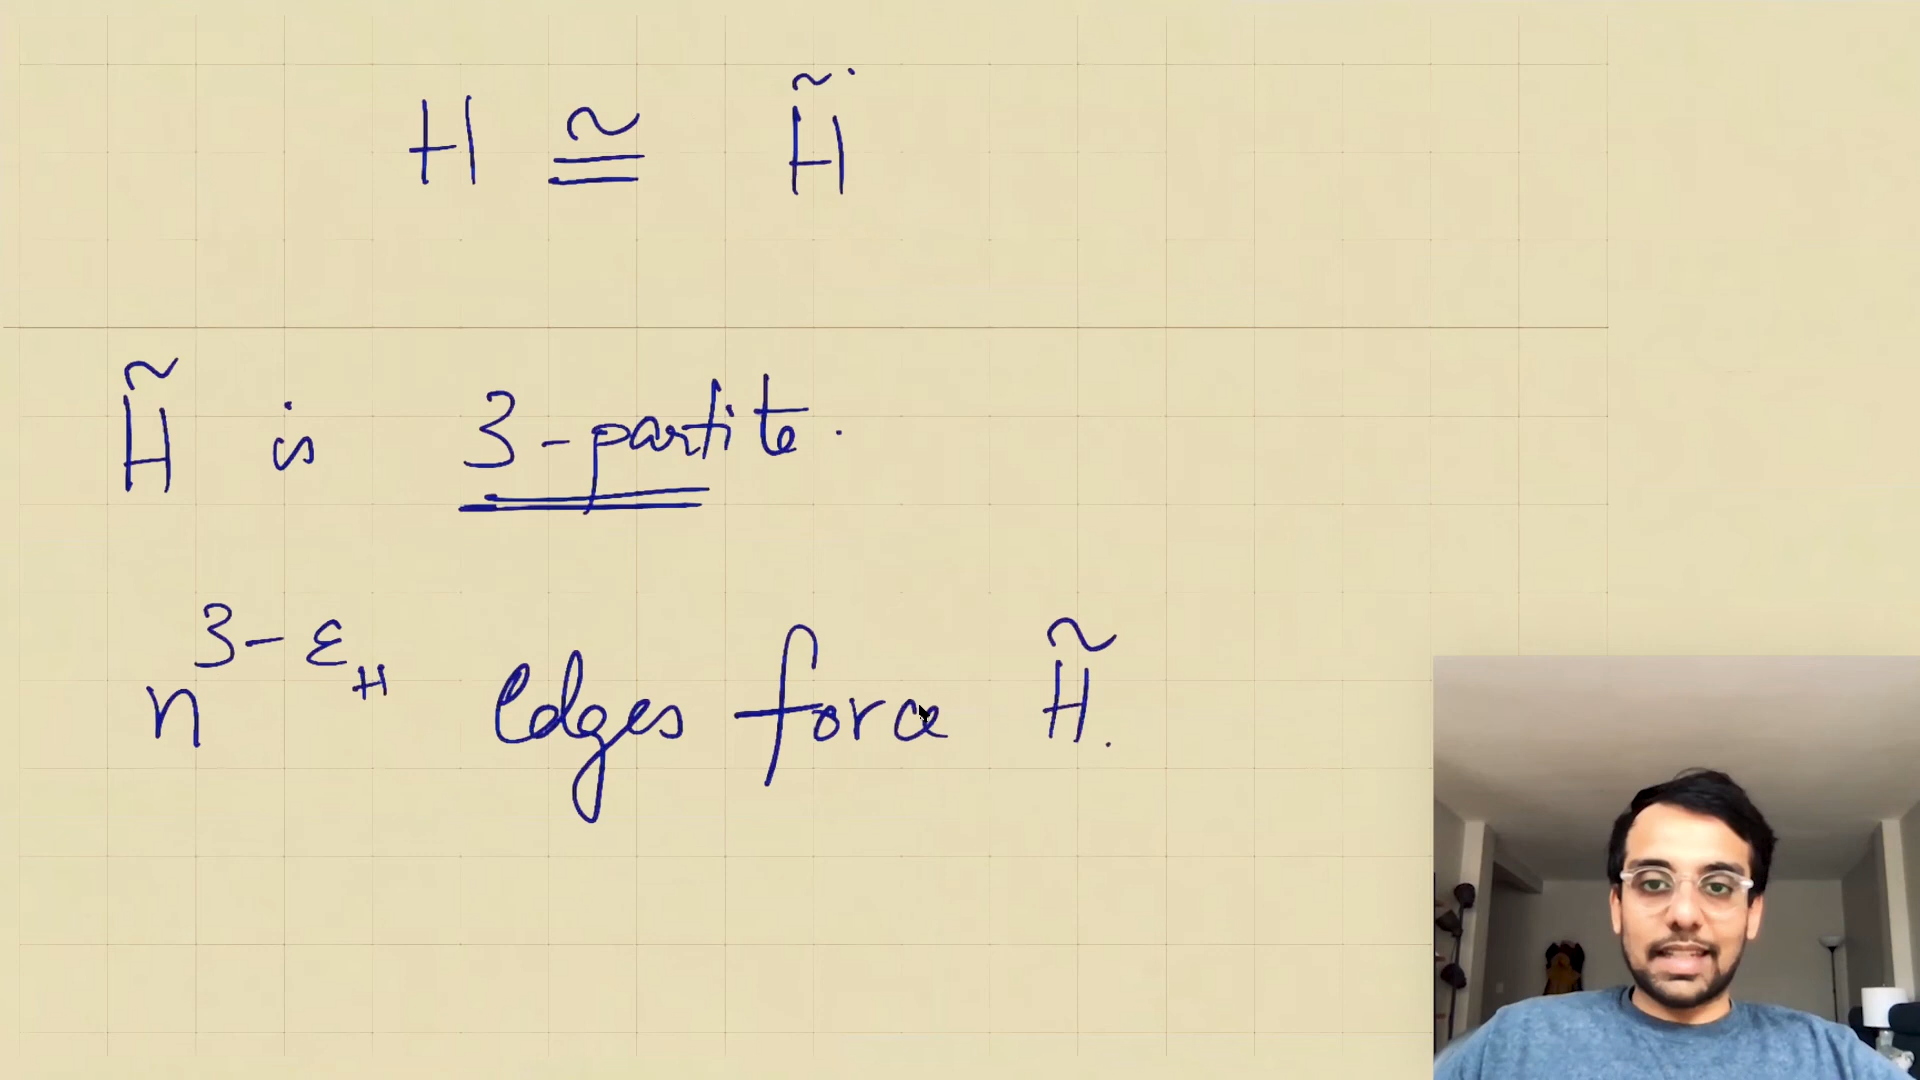 H ≅ H̃
H̃ is 3-partite.
n^{3-ε_H} edges force H̃.